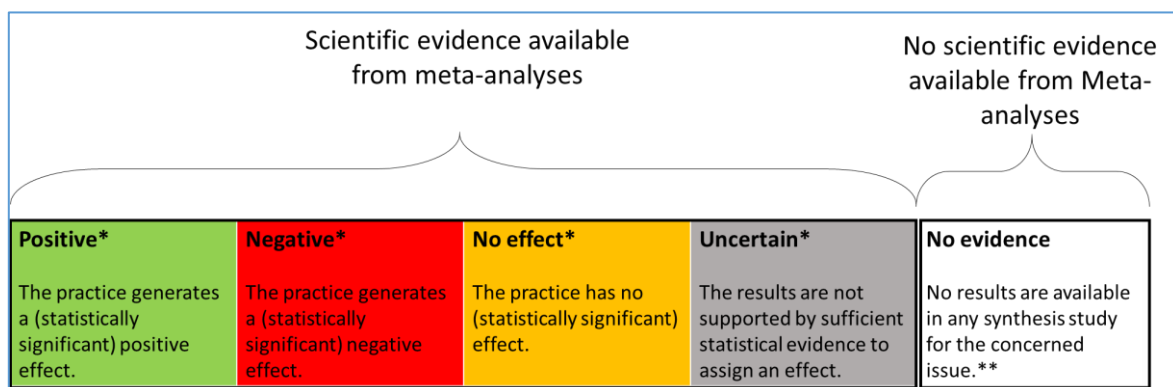 Scientific evidence available
from meta-analyses
No scientific evidence
available from Meta-
analyses
Positive*
The practice generates
a (statistically
significant) positive
effect.
Negative*
The practice generates
a (statistically
significant) negative
effect.
No effect*
The practice has no
(statistically significant)
effect.
Uncertain*
The results are not
supported by sufficient
statistical evidence to
assign an effect.
No evidence
No results are available
in any synthesis study
for the concerned
issue.**